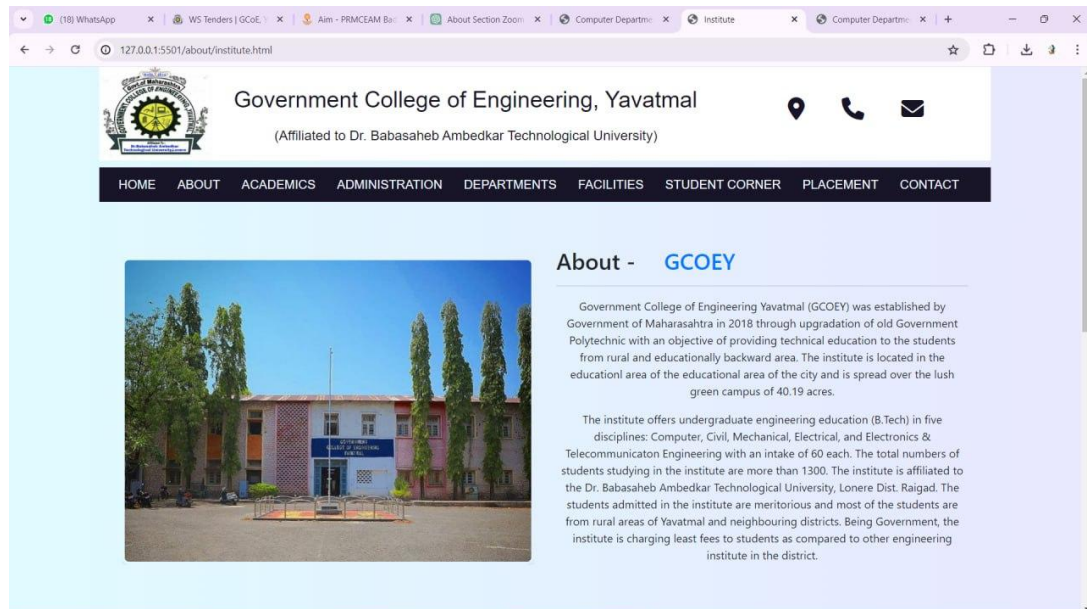 (18) WhatsApp
WS Tenders | GCoE, Y
Aim - PRMCEAM Bad
About Section Zoom
Computer Departme
Institute
Computer Departme
127.0.0.1:5501/about/institute.html
Government College of Engineering, Yavatmal
(Affiliated to Dr. Babasaheb Ambedkar Technological University)
HOME ABOUT ACADEMICS ADMINISTRATION DEPARTMENTS FACILITIES STUDENT CORNER PLACEMENT CONTACT
GOVERNMENT
COLLEGE OF ENGINEERING
YAVATMAL
About - GCOEY
Government College of Engineering Yavatmal (GCOEY) was established by
Government of Maharasahtra in 2018 through upgradation of old Government
Polytechnic with an objective of providing technical education to the students
from rural and educationally backward area. The institute is located in the
educationl area of the educational area of the city and is spread over the lush
green campus of 40.19 acres.
The institute offers undergraduate engineering education (B.Tech) in five
disciplines: Computer, Civil, Mechanical, Electrical, and Electronics &
Telecommunicaton Engineering with an intake of 60 each. The total numbers of
students studying in the institute are more than 1300. The institute is affiliated to
the Dr. Babasaheb Ambedkar Technological University, Lonere Dist. Raigad. The
students admitted in the institute are meritorious and most of the students are
from rural areas of Yavatmal and neighbouring districts. Being Government, the
institute is charging least fees to students as compared to other engineering
institute in the district.